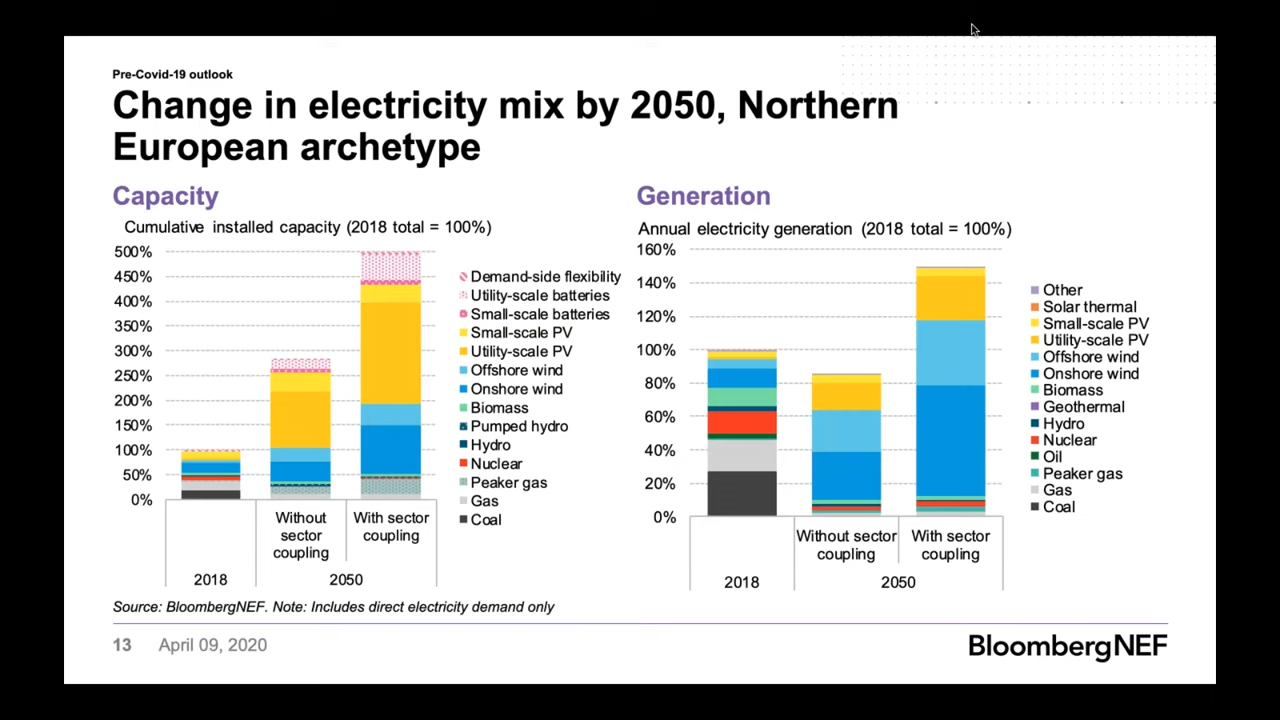 Pre-Covid-19 outlook
Change in electricity mix by 2050, Northern
European archetype
Capacity
Cumulative installed capacity (2018 total = 100%)
500%
450%
400%
350%
300%
250%
200%
150%
100%
50%
0%
Without
sector
coupling
With sector
coupling
2018
2050
Demand-side flexibility
Utility-scale batteries
Small-scale batteries
Small-scale PV
Utility-scale PV
Offshore wind
Onshore wind
Biomass
Pumped hydro
Hydro
Nuclear
Peaker gas
Gas
Coal
Generation
Annual electricity generation (2018 total = 100%)
160%
140%
120%
100%
80%
60%
40%
20%
0%
Without sector
coupling
With sector
coupling
2018
2050
Other
Solar thermal
Small-scale PV
Utility-scale PV
Offshore wind
Onshore wind
Biomass
Geothermal
Hydro
Nuclear
Oil
Peaker gas
Gas
Coal
Source: BloombergNEF. Note: Includes direct electricity demand only
13 April 09, 2020
BloombergNEF